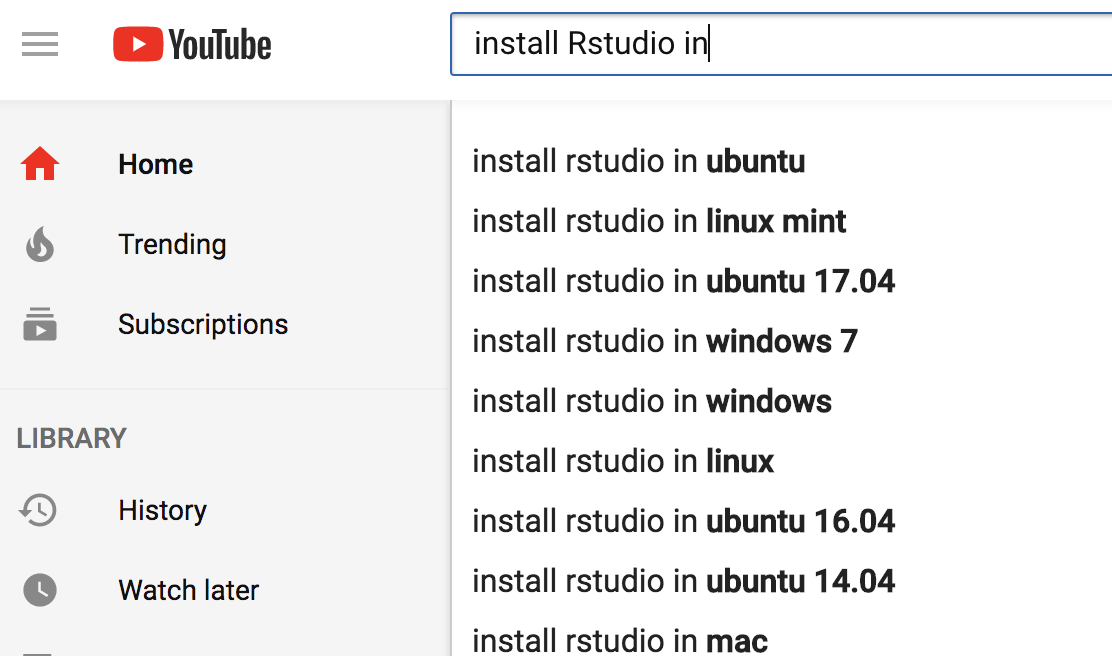 YouTube
install Rstudio in
Home
Trending
Subscriptions
LIBRARY
History
Watch later
install rstudio in ubuntu
install rstudio in linux mint
install rstudio in ubuntu 17.04
install rstudio in windows 7
install rstudio in windows
install rstudio in linux
install rstudio in ubuntu 16.04
install rstudio in ubuntu 14.04
install rstudio in mac